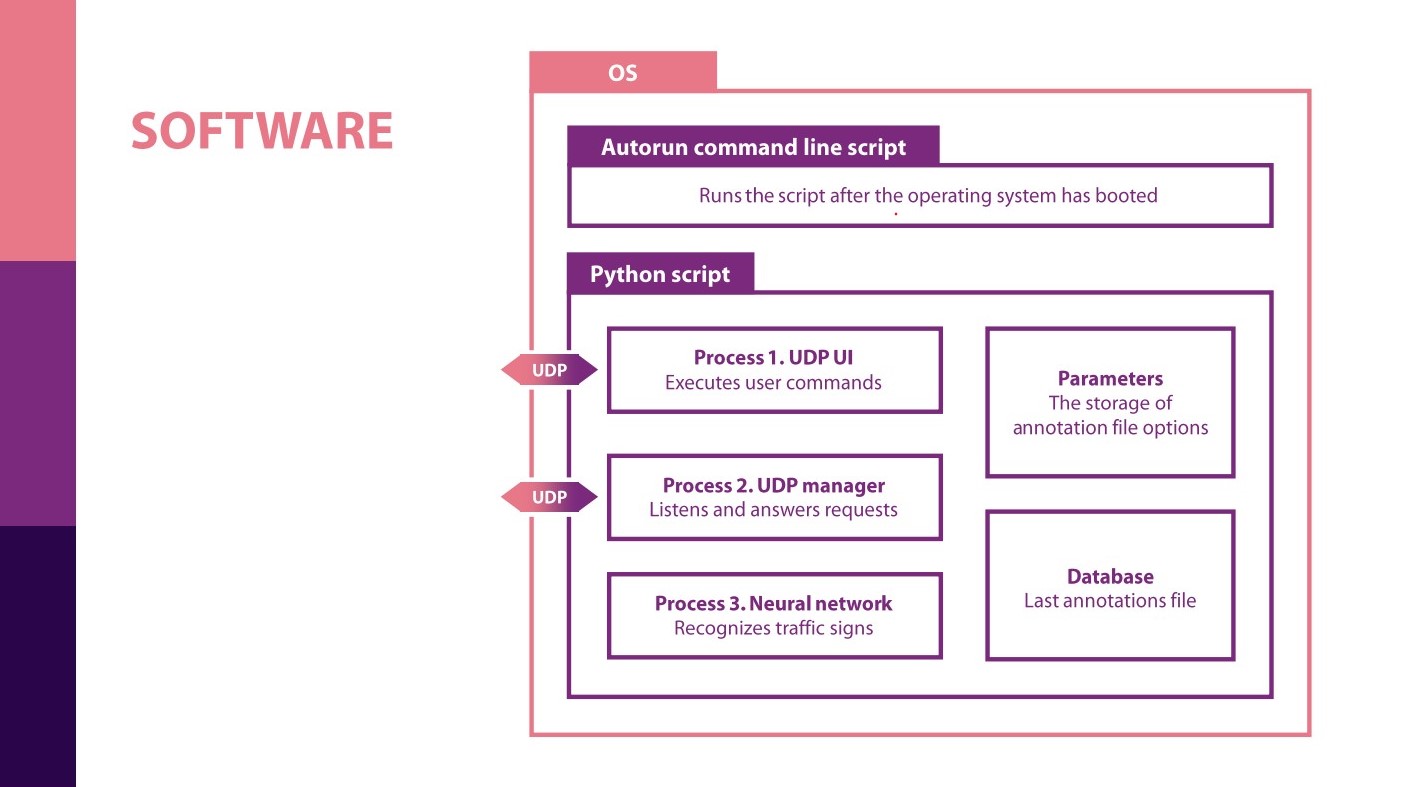 SOFTWARE
OS
Autorun command line script
Runs the script after the operating system has booted
Python script
UDP
Process 1. UDP UI
Executes user commands
UDP
Process 2. UDP manager
Listens and answers requests
Process 3. Neural network
Recognizes traffic signs
Parameters
The storage of
annotation file options
Database
Last annotations file